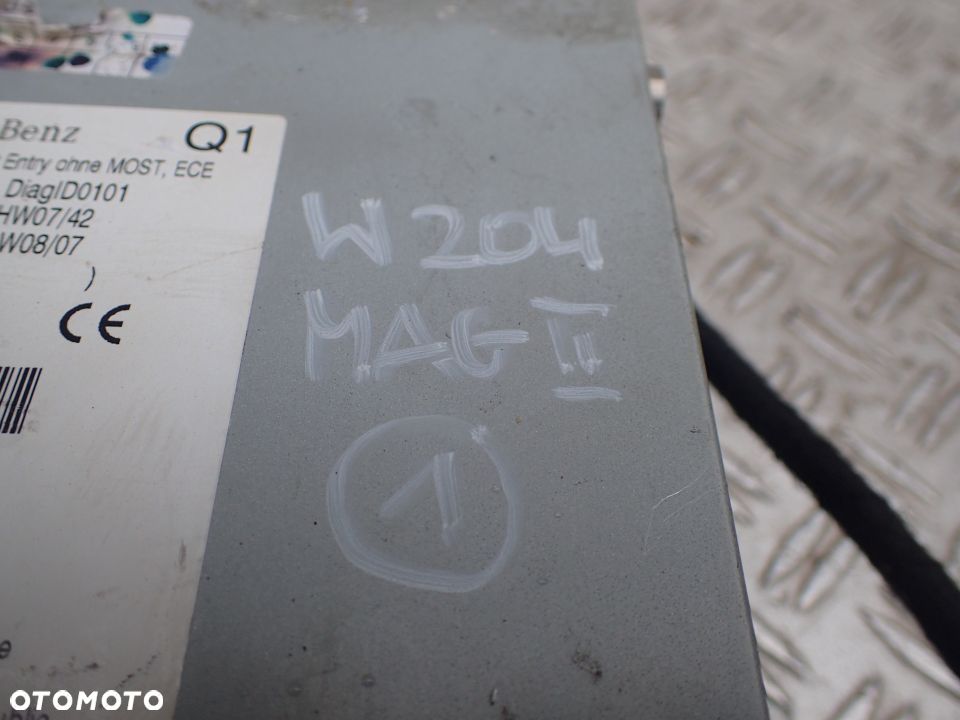 Benz
Q1
Entry ohne MOST, ECE
DiagID0101
HW07/42
W08/07
)
CE
W204
MAG II
1
e
OTOMOTO